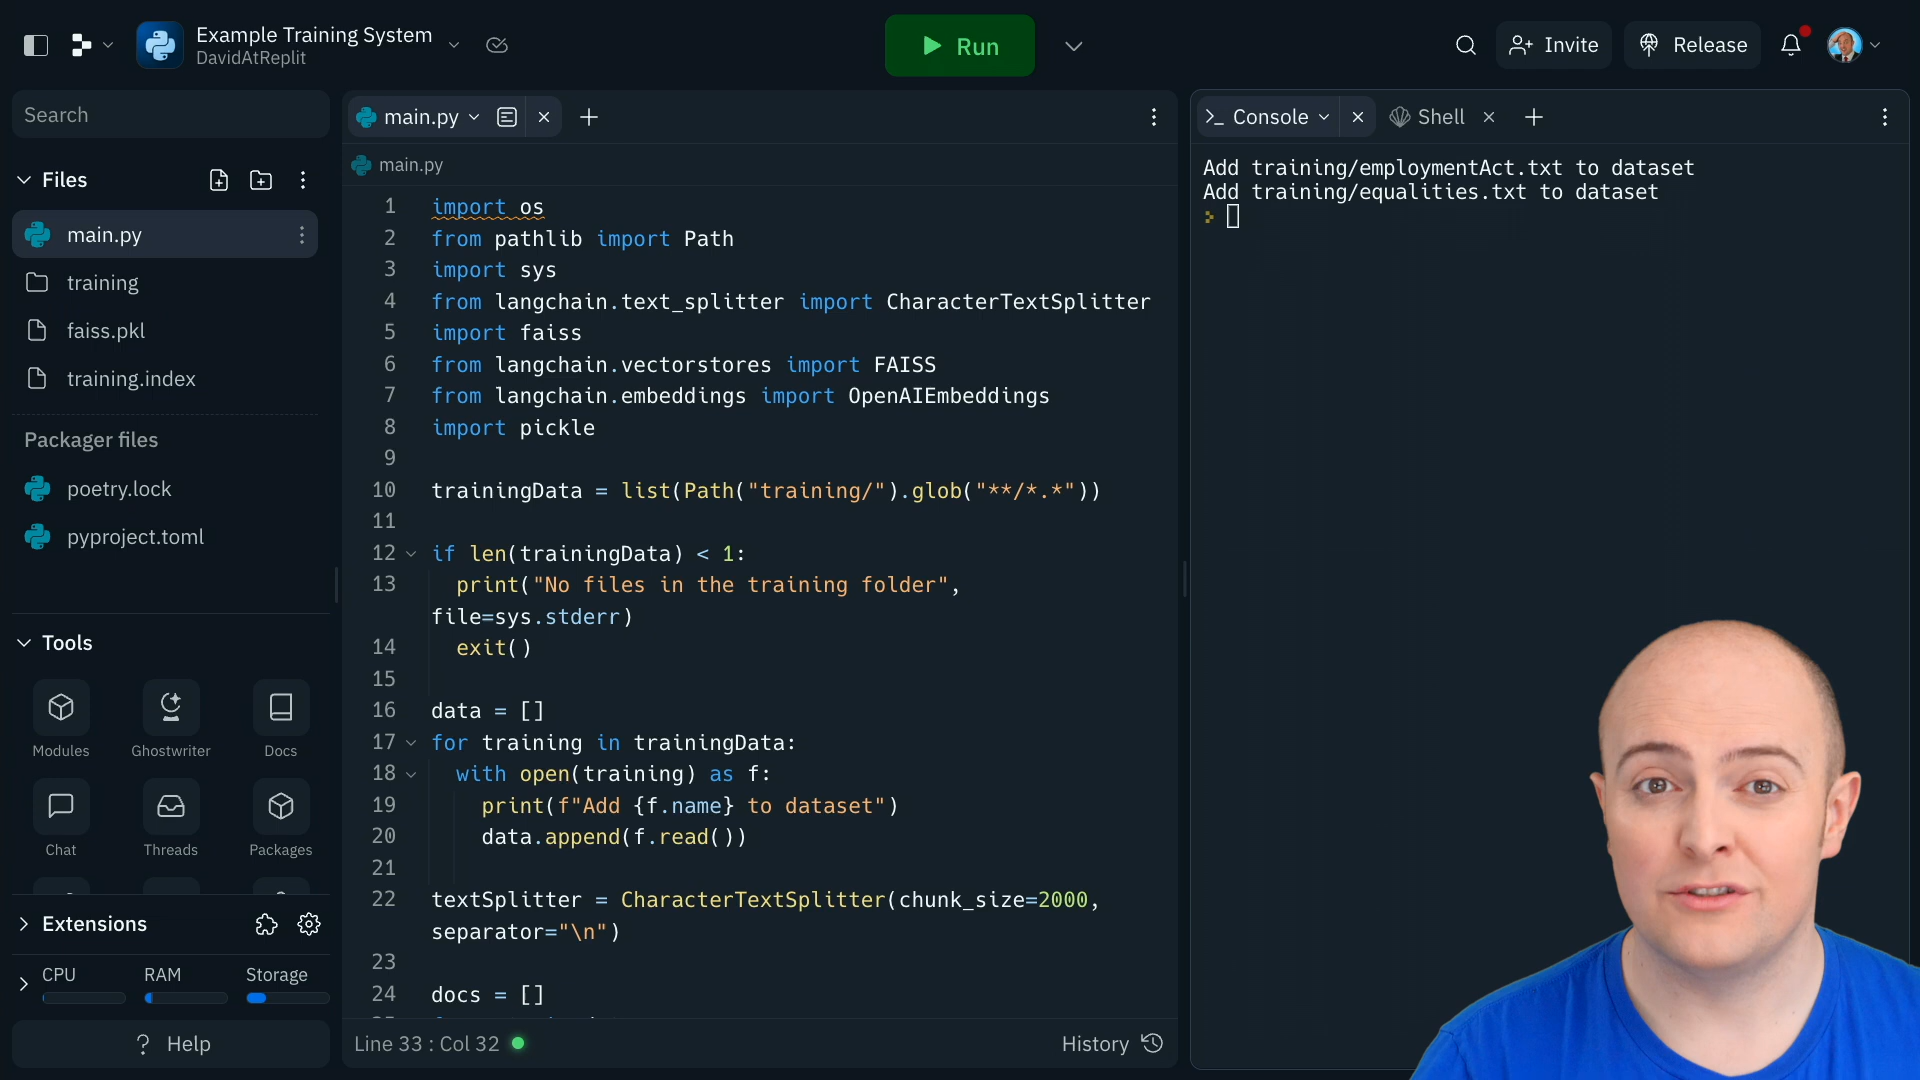 Example Training System
DavidAtReplit
Run
Invite
Release
Search
Files
main.py
training
faiss.pkl
training.index
Packager files
poetry.lock
pyproject.toml
Tools
Modules
Ghostwriter
Docs
Chat
Threads
Packages
Extensions
CPU
RAM
Storage
? Help
main.py
main.py
1 import os
2 from pathlib import Path
3 import sys
4 from langchain.text_splitter import CharacterTextSplitter
5 import faiss
6 from langchain.vectorstores import FAISS
7 from langchain.embeddings import OpenAIEmbeddings
8 import pickle
9
10 trainingData = list(Path("training/").glob("**/*.*"))
11
12 if len(trainingData) < 1:
13 print("No files in the training folder",
file=sys.stderr)
14 exit()
15
16 data = []
17 for training in trainingData:
18 with open(training) as f:
19 print(f"Add {f.name} to dataset")
20 data.append(f.read())
21
22 textSplitter = CharacterTextSplitter(chunk_size=2000,
separator="\n")
23
24 docs = []
Line 33 : Col 32
History
>_ Console
Shell
Add training/employmentAct.txt to dataset
Add training/equalities.txt to dataset